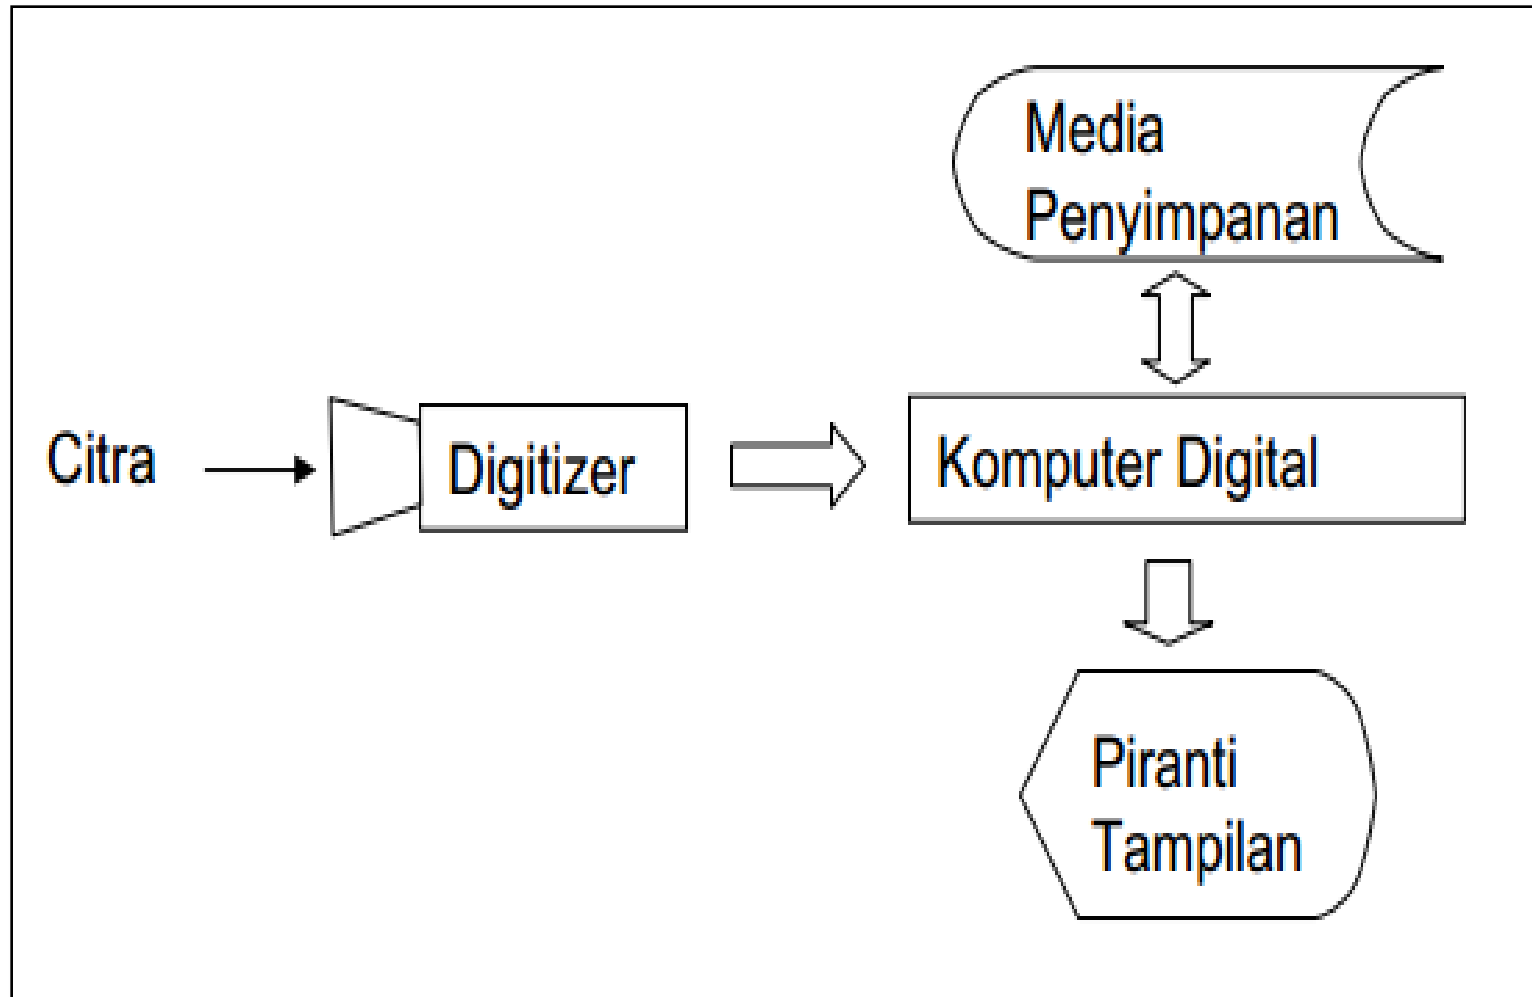 Media
Penyimpanan
Citra
Digitizer
Komputer Digital
Piranti
Tampilan